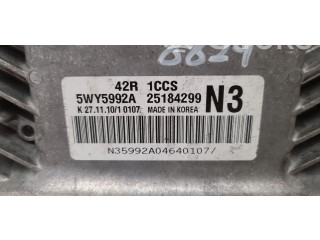 42R 1CCS
5WY5992A 25184299 N3
K 27.11.10/1 0107 MADE IN KOREA
N35992A04640107/